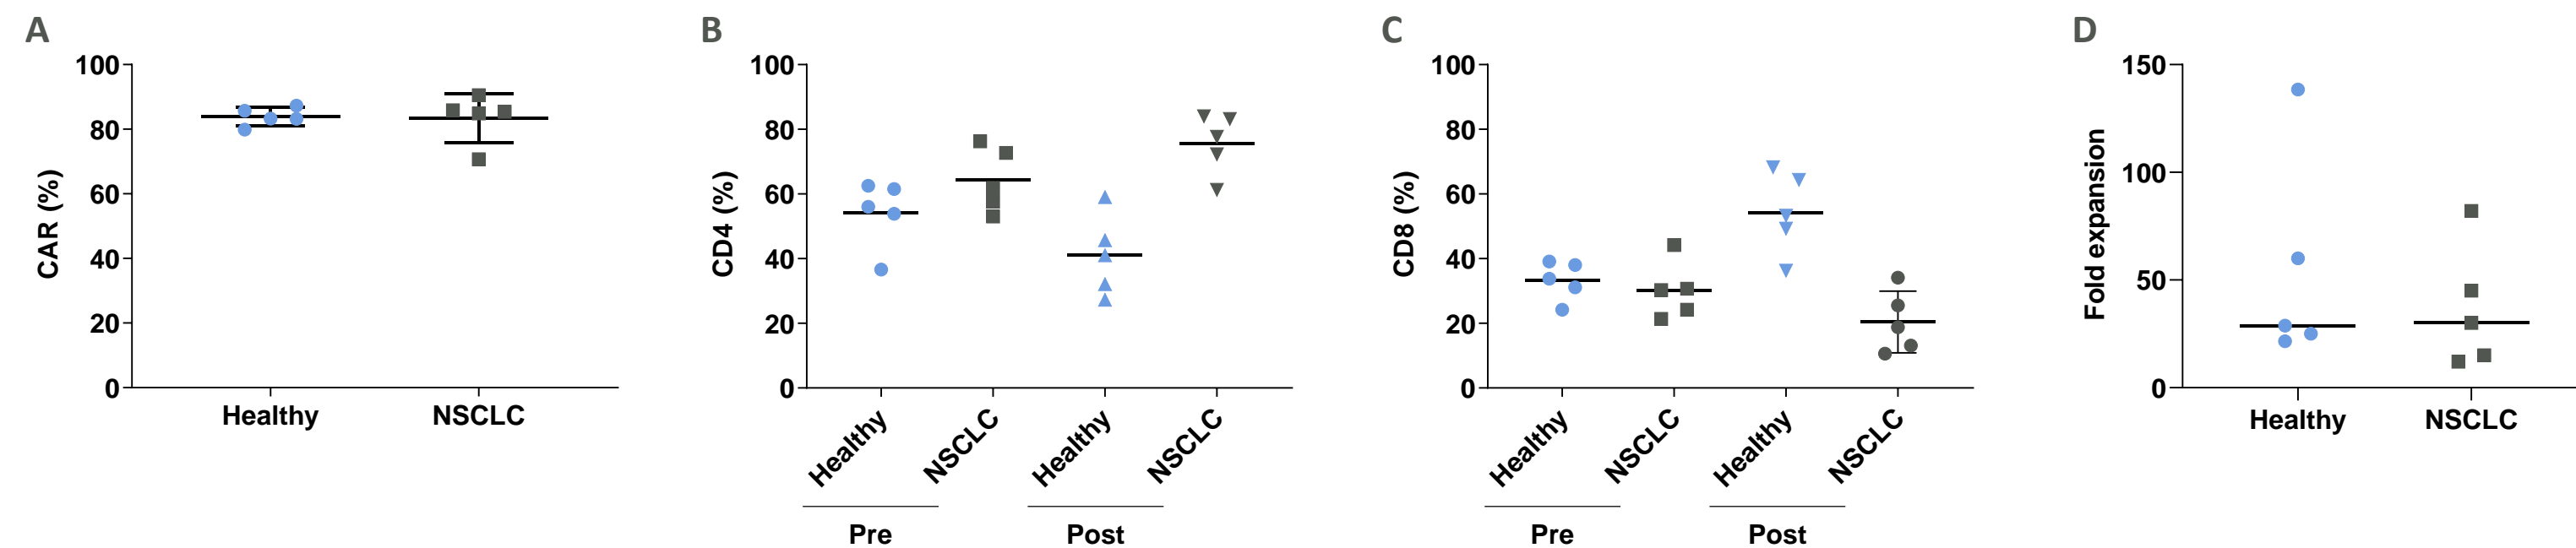 A
CAR (%)
100
80
60
40
20
0
Healthy NSCLC
B
CD4 (%)
100
80
60
40
20
0
Healthy NSCLC Healthy NSCLC
Pre Post
C
CD8 (%)
100
80
60
40
20
0
Healthy NSCLC Healthy NSCLC
Pre Post
D
Fold expansion
150
100
50
0
Healthy NSCLC